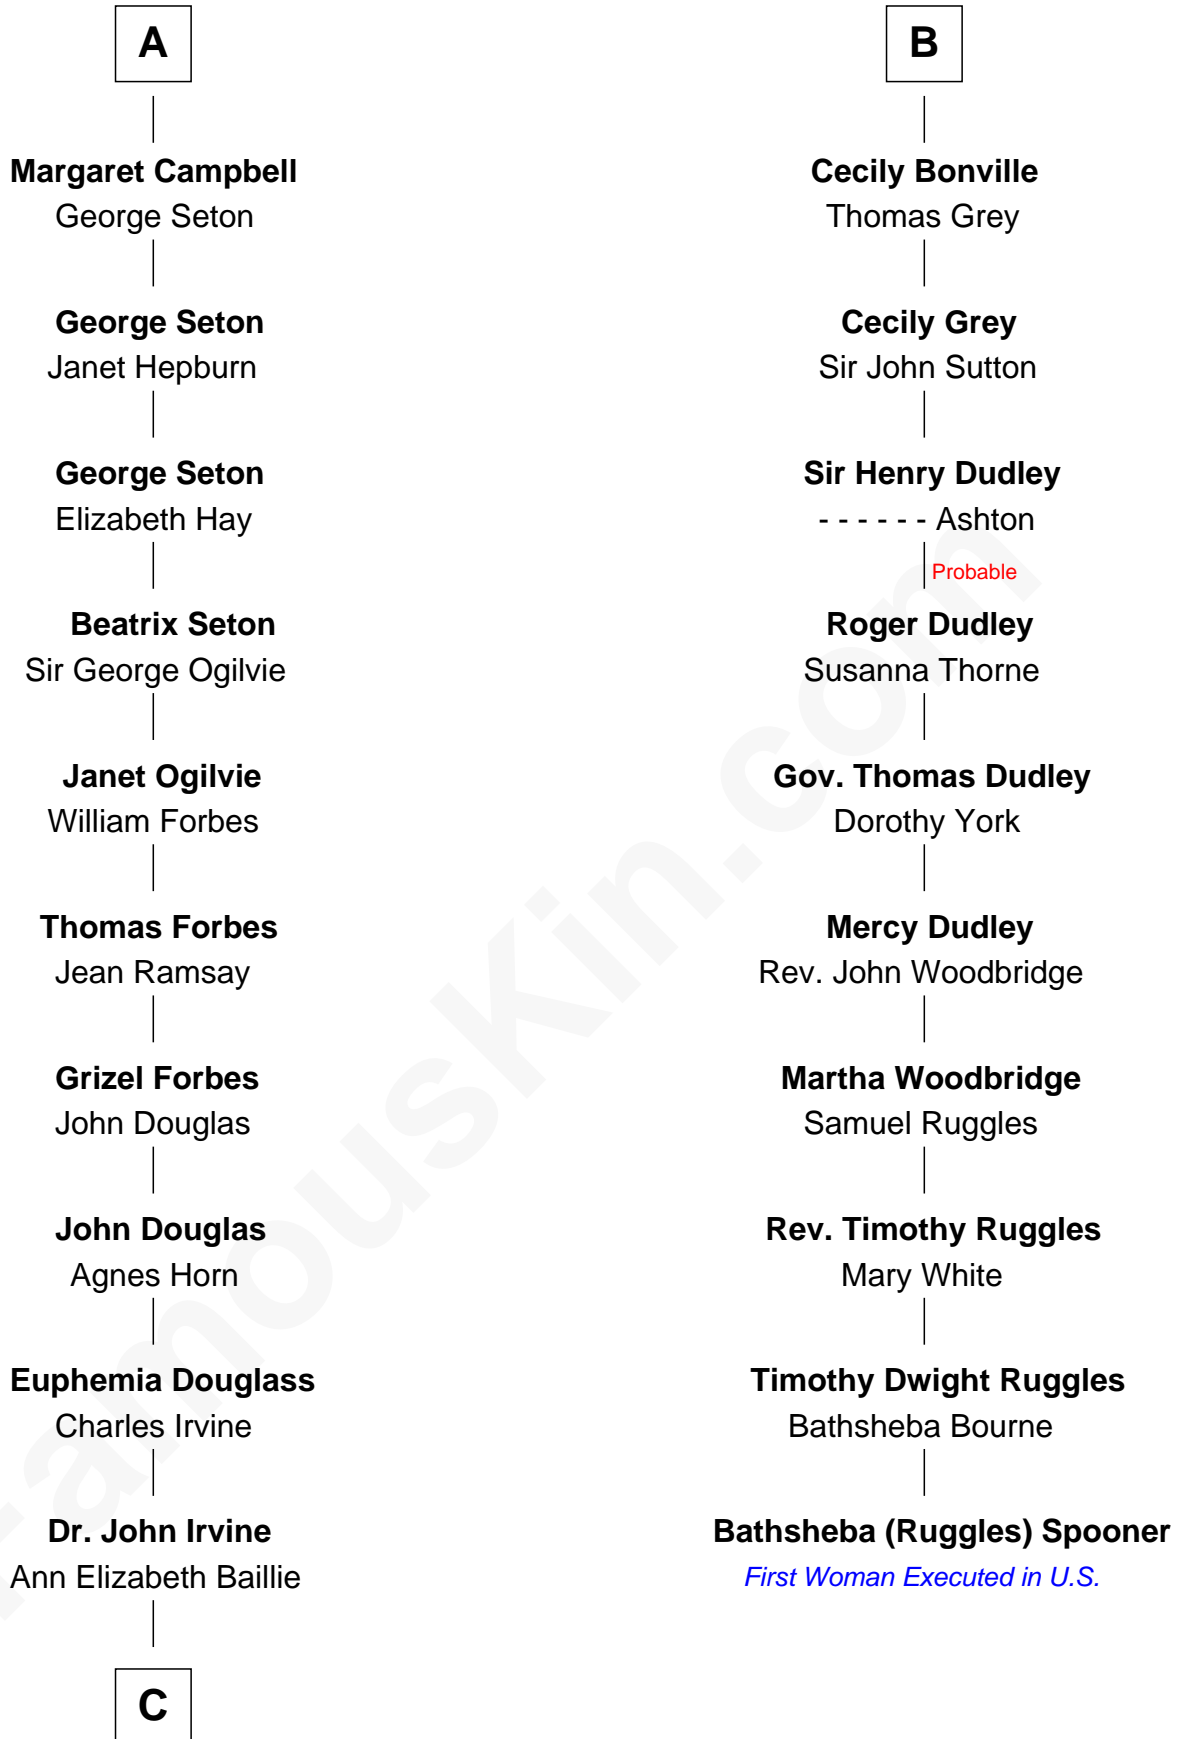 A
Margaret Campbell
George Seton
George Seton
Janet Hepburn
George Seton
Elizabeth Hay
Beatrix Seton
Sir George Ogilvie
Janet Ogilvie
William Forbes
Thomas Forbes
Jean Ramsay
Grizel Forbes
John Douglas
John Douglas
Agnes Horn
Euphemia Douglass
Charles Irvine
Dr. John Irvine
Ann Elizabeth Baillie
C
B
Cecily Bonville
Thomas Grey
Cecily Grey
Sir John Sutton
Sir Henry Dudley
- - - - - - Ashton
Probable
Roger Dudley
Susanna Thorne
Gov. Thomas Dudley
Dorothy York
Mercy Dudley
Rev. John Woodbridge
Martha Woodbridge
Samuel Ruggles
Rev. Timothy Ruggles
Mary White
Timothy Dwight Ruggles
Bathsheba Bourne
Bathsheba (Ruggles) Spooner
First Woman Executed in U.S.
FamousKin.com